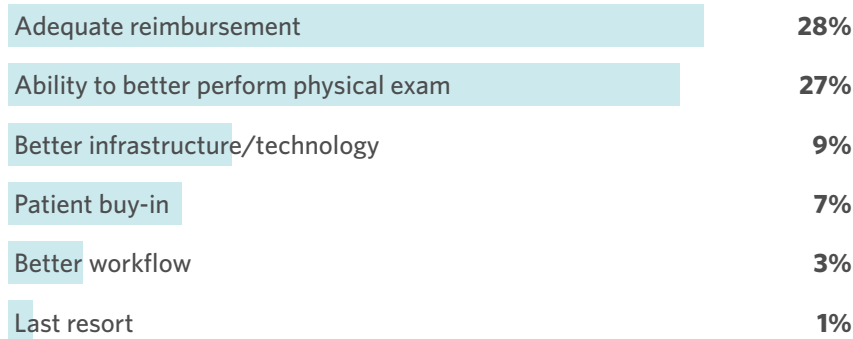 Adequate reimbursement 28%
Ability to better perform physical exam 27%
Better infrastructure/technology 9%
Patient buy-in 7%
Better workflow 3%
Last resort 1%